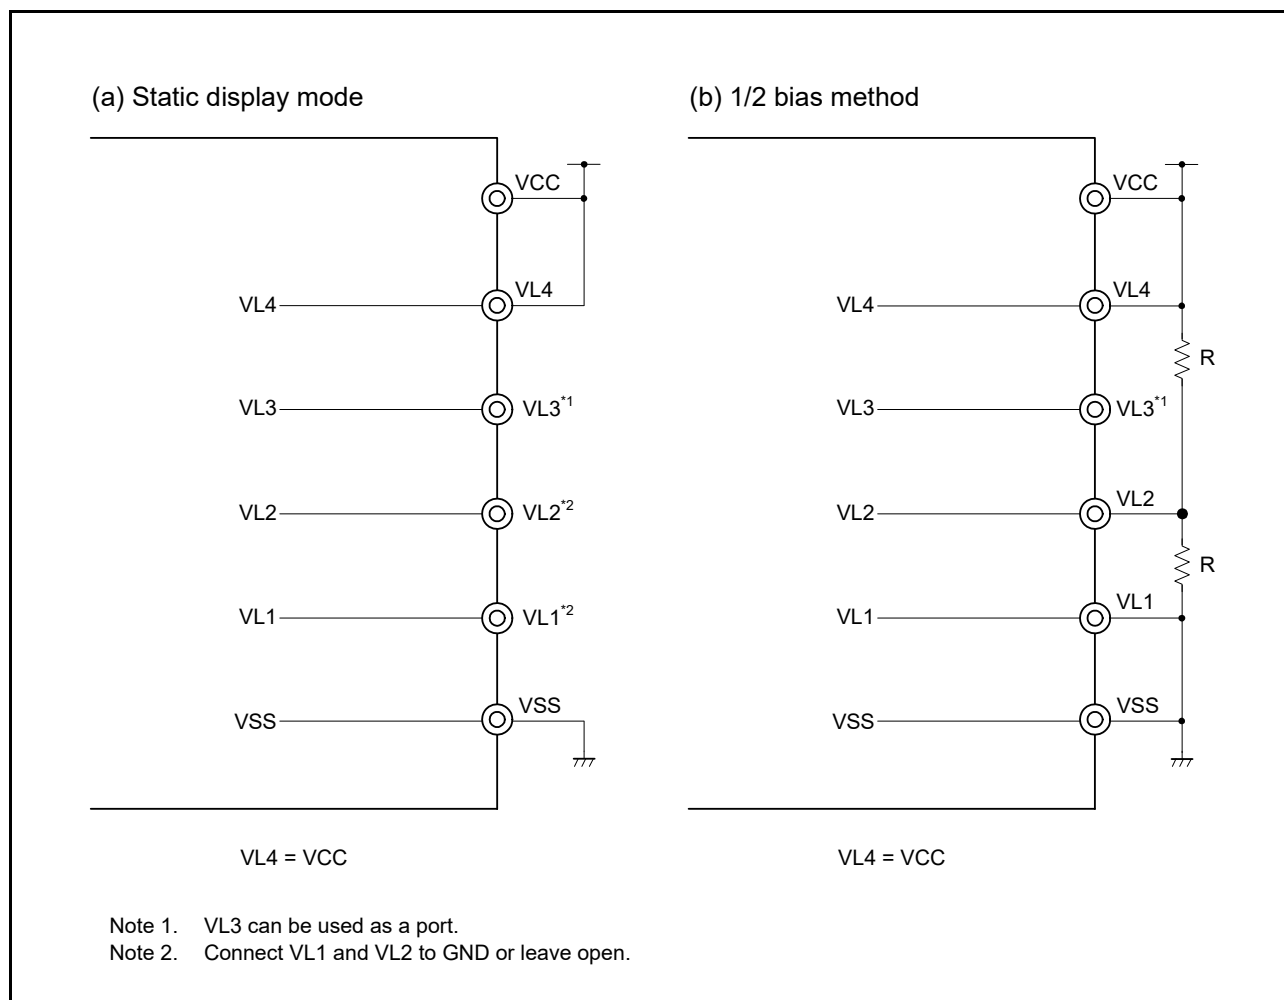 (a) Static display mode
(b) 1/2 bias method
VCC
VCC
VL4
VL4
VL4
VL4
R
VL3
VL3*1
VL3
VL3*1
VL2
VL2*2
VL2
VL2
R
VL1
VL1*2
VL1
VL1
VSS
VSS
VSS
VSS
VL4 = VCC
VL4 = VCC
Note 1. VL3 can be used as a port.
Note 2. Connect VL1 and VL2 to GND or leave open.